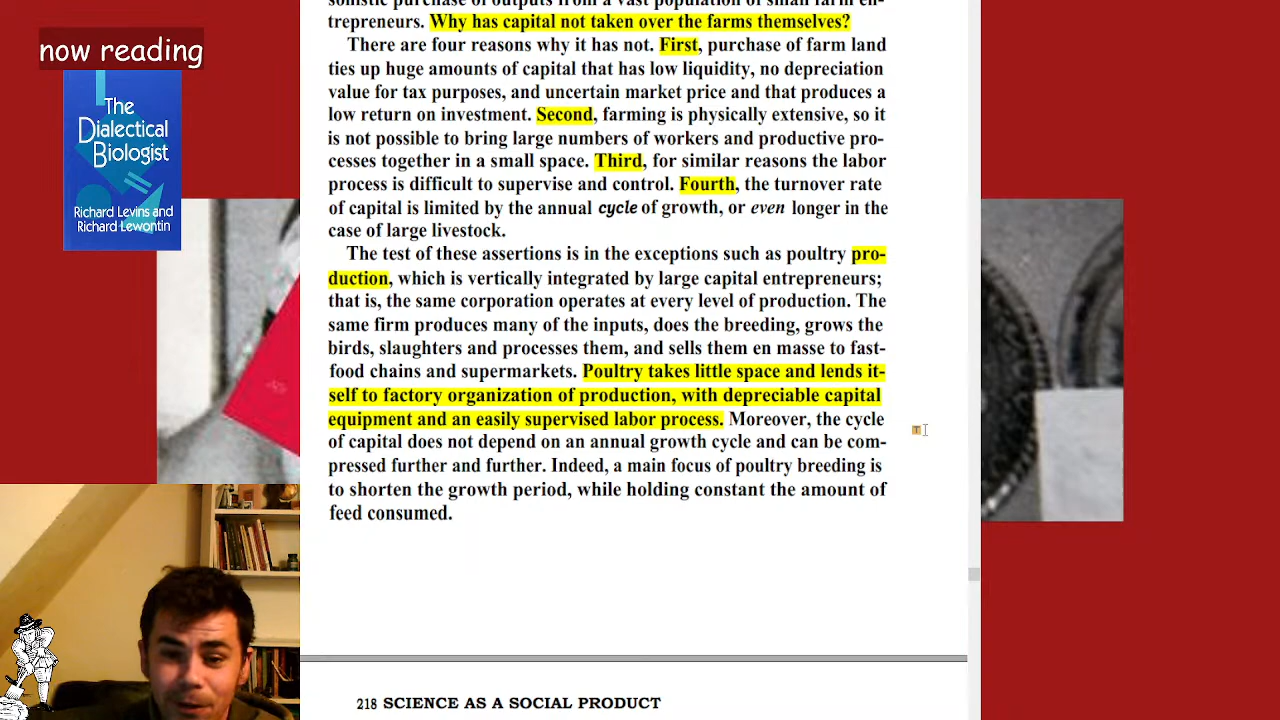 now reading
The
Dialectical
Biologist
Richard Levins and
Richard Lewontin
trepreneurs. Why has capital not taken over the farms themselves?
There are four reasons why it has not. First, purchase of farm land
ties up huge amounts of capital that has low liquidity, no depreciation
value for tax purposes, and uncertain market price and that produces a
low return on investment. Second, farming is physically extensive, so it
is not possible to bring large numbers of workers and productive pro-
cesses together in a small space. Third, for similar reasons the labor
process is difficult to supervise and control. Fourth, the turnover rate
of capital is limited by the annual cycle of growth, or even longer in the
case of large livestock.
The test of these assertions is in the exceptions such as poultry pro-
duction, which is vertically integrated by large capital entrepreneurs;
that is, the same corporation operates at every level of production. The
same firm produces many of the inputs, does the breeding, grows the
birds, slaughters and processes them, and sells them en masse to fast-
food chains and supermarkets. Poultry takes little space and lends it-
self to factory organization of production, with depreciable capital
equipment and an easily supervised labor process. Moreover, the cycle
of capital does not depend on an annual growth cycle and can be com-
pressed further and further. Indeed, a main focus of poultry breeding is
to shorten the growth period, while holding constant the amount of
feed consumed.
218 SCIENCE AS A SOCIAL PRODUCT